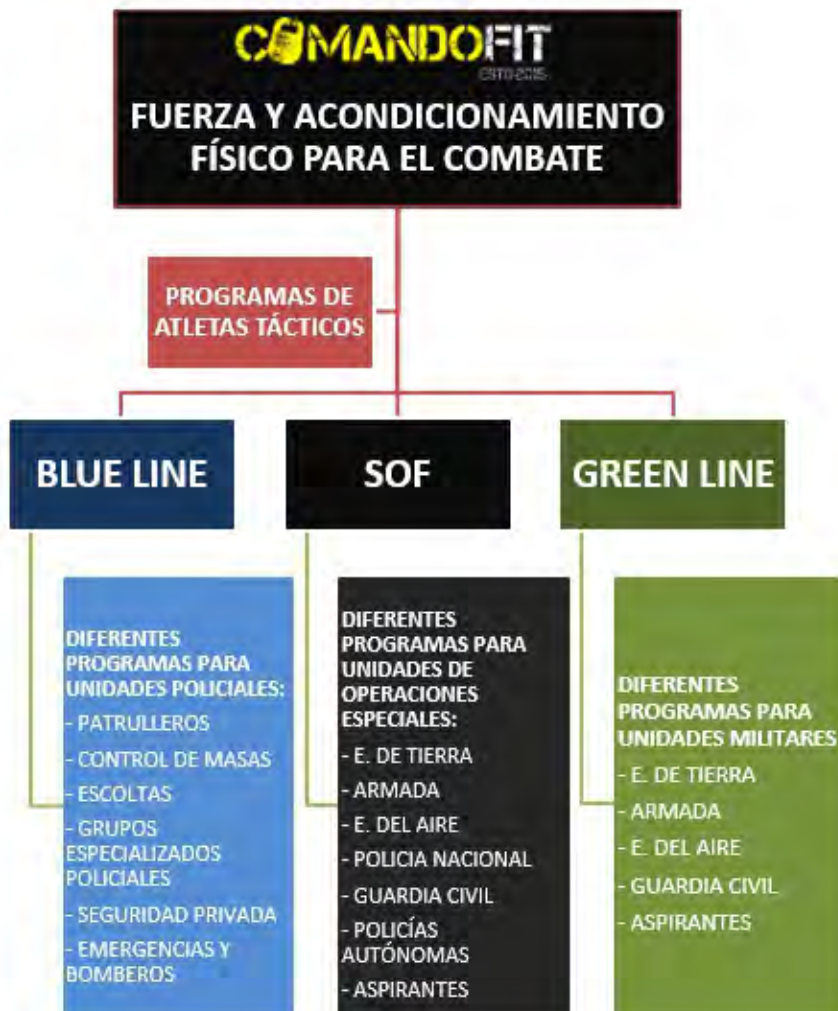 COMANDOFIT
ESTD 2015
FUERZA Y ACONDICIONAMIENTO
FÍSICO PARA EL COMBATE
PROGRAMAS DE
ATLETAS TÁCTICOS
BLUE LINE
SOF
GREEN LINE
DIFERENTES
PROGRAMAS PARA
UNIDADES POLICIALES:
- PATRULLEROS
- CONTROL DE MASAS
- ESCOLTAS
- GRUPOS
ESPECIALIZADOS
POLICIALES
- SEGURIDAD PRIVADA
- EMERGENCIAS Y
BOMBEROS
DIFERENTES
PROGRAMAS PARA
UNIDADES DE
OPERACIONES
ESPECIALES:
- E. DE TIERRA
- ARMADA
- E. DEL AIRE
- POLICIA NACIONAL
- GUARDIA CIVIL
- POLICÍAS
AUTÓNOMAS
- ASPIRANTES
DIFERENTES
PROGRAMAS PARA
UNIDADES MILITARES
- E. DE TIERRA
- ARMADA
- E. DEL AIRE
- GUARDIA CIVIL
- ASPIRANTES